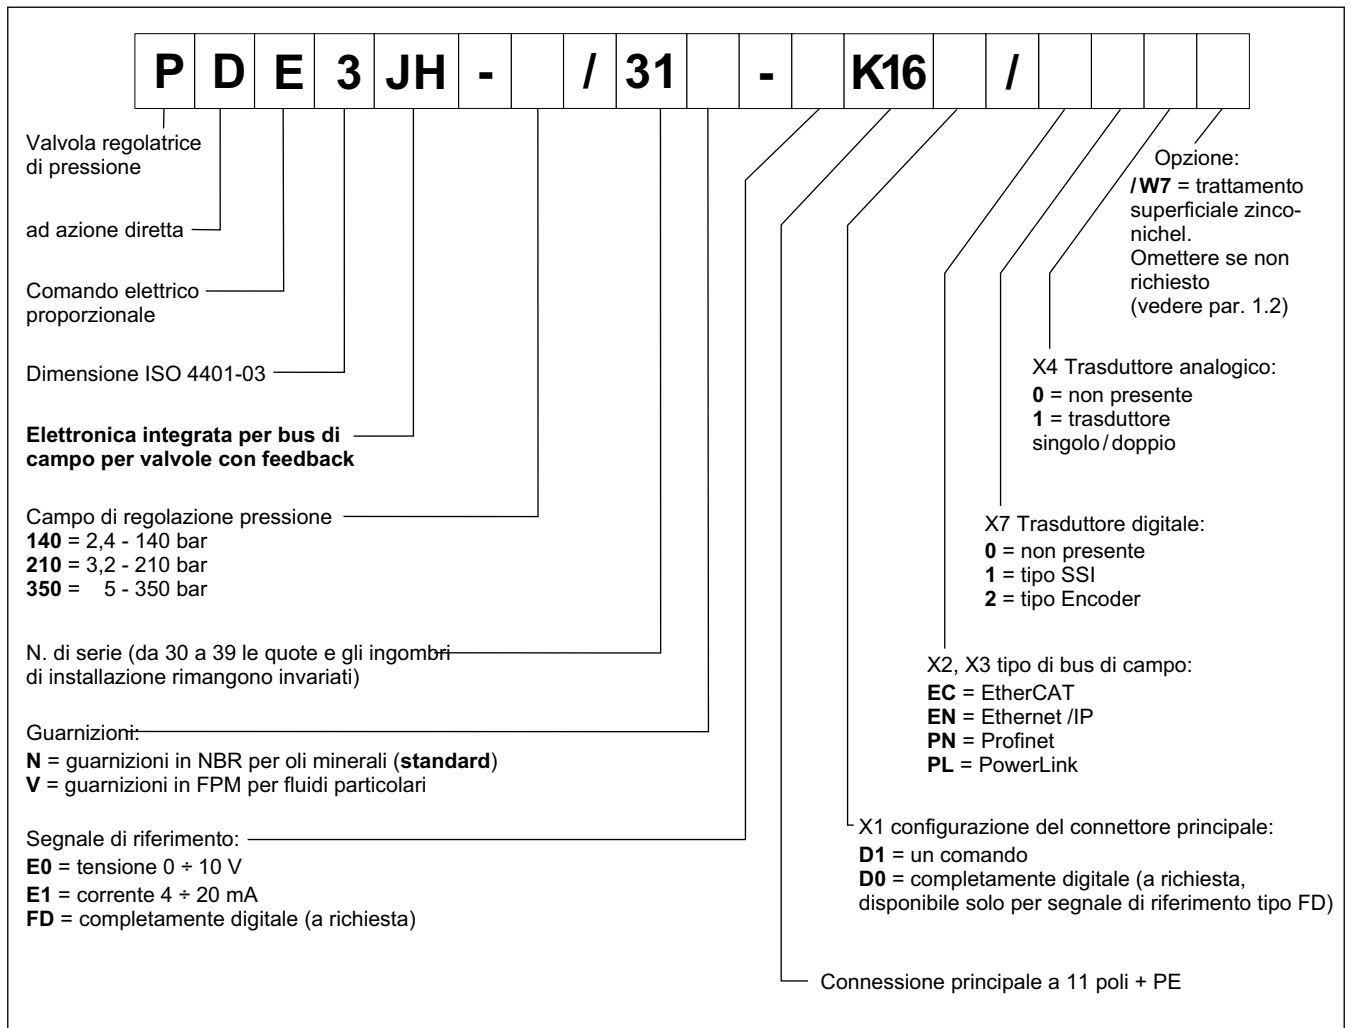 P D E 3 JH - / 31 - K16 /
Valvola regolatrice
di pressione
ad azione diretta
Comando elettrico
proporzionale
Dimensione ISO 4401-03
Elettronica integrata per bus di
campo per valvole con feedback
Campo di regolazione pressione
140 = 2,4 - 140 bar
210 = 3,2 - 210 bar
350 = 5 - 350 bar
N. di serie (da 30 a 39 le quote e gli ingombri
di installazione rimangono invariati)
Guarnizioni:
N = guarnizioni in NBR per oli minerali (standard)
V = guarnizioni in FPM per fluidi particolari
Segnale di riferimento:
E0 = tensione 0 ÷ 10 V
E1 = corrente 4 ÷ 20 mA
FD = completamente digitale (a richiesta)
Opzione:
/W7 = trattamento
superficiale zinco-
nichel.
Omettere se non
richiesto
(vedere par. 1.2)
X4 Trasduttore analogico:
0 = non presente
1 = trasduttore
singolo/doppio
X7 Trasduttore digitale:
0 = non presente
1 = tipo SSI
2 = tipo Encoder
X2, X3 tipo di bus di campo:
EC = EtherCAT
EN = Ethernet /IP
PN = Profinet
PL = PowerLink
X1 configurazione del connettore principale:
D1 = un comando
D0 = completamente digitale (a richiesta,
disponibile solo per segnale di riferimento tipo FD)
Connessione principale a 11 poli + PE